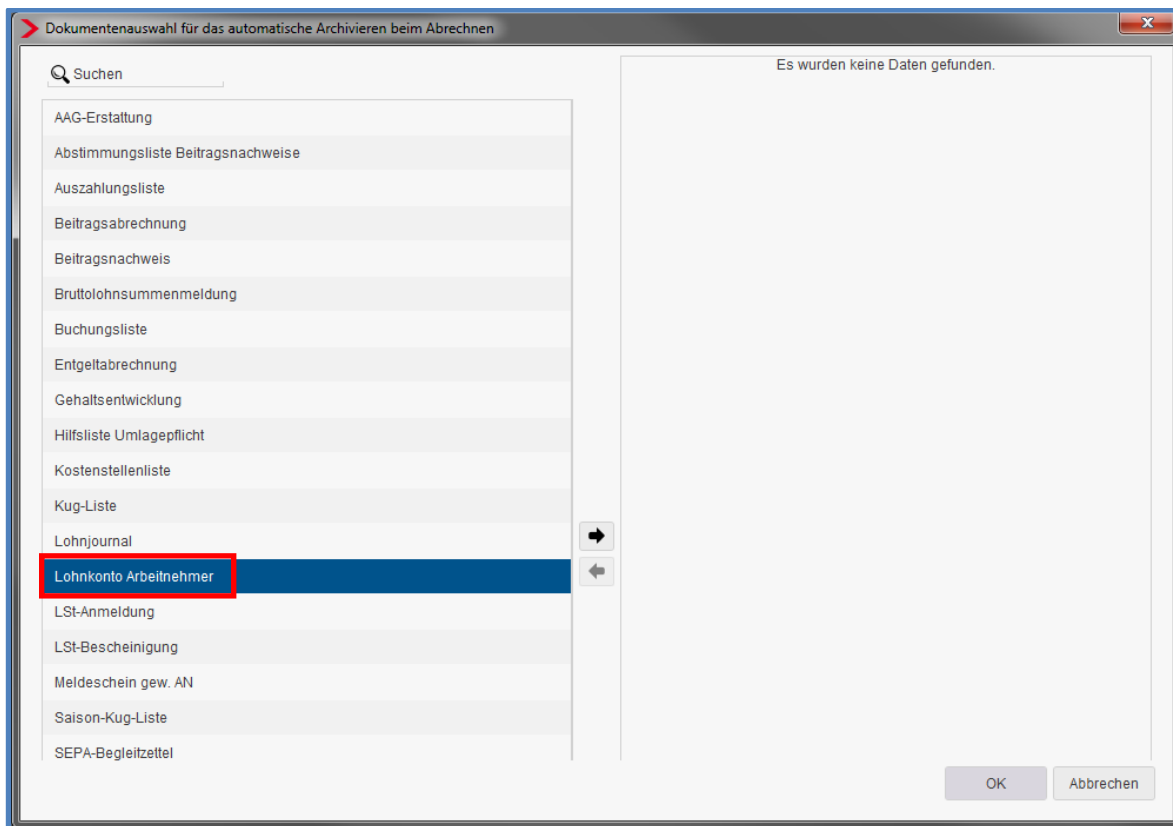 Dokumentenauswahl für das automatische Archivieren beim Abrechnen
x
Suchen
Es wurden keine Daten gefunden.
AAG-Erstattung
Abstimmungsliste Beitragsnachweise
Auszahlungsliste
Beitragsabrechnung
Beitragsnachweis
Bruttolohnsummenmeldung
Buchungsliste
Entgeltabrechnung
Gehaltsentwicklung
Hilfsliste Umlagepflicht
Kostenstellenliste
Kug-Liste
Lohnjournal
Lohnkonto Arbeitnehmer
LSt-Anmeldung
LSt-Bescheinigung
Meldeschein gew. AN
Saison-Kug-Liste
SEPA-Begleitzettel
OK
Abbrechen